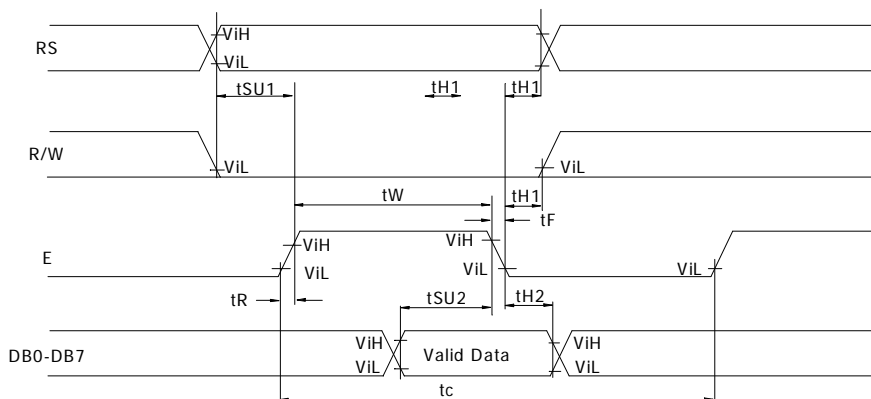 ViH
RS
ViL
tSU1 tH1 tH1
R/W
ViL ViL
tW tH1
tF
ViH ViH
E
ViL ViL ViL
tR tSU2 tH2
ViH ViH
DB0-DB7 Valid Data
ViL ViL
tc